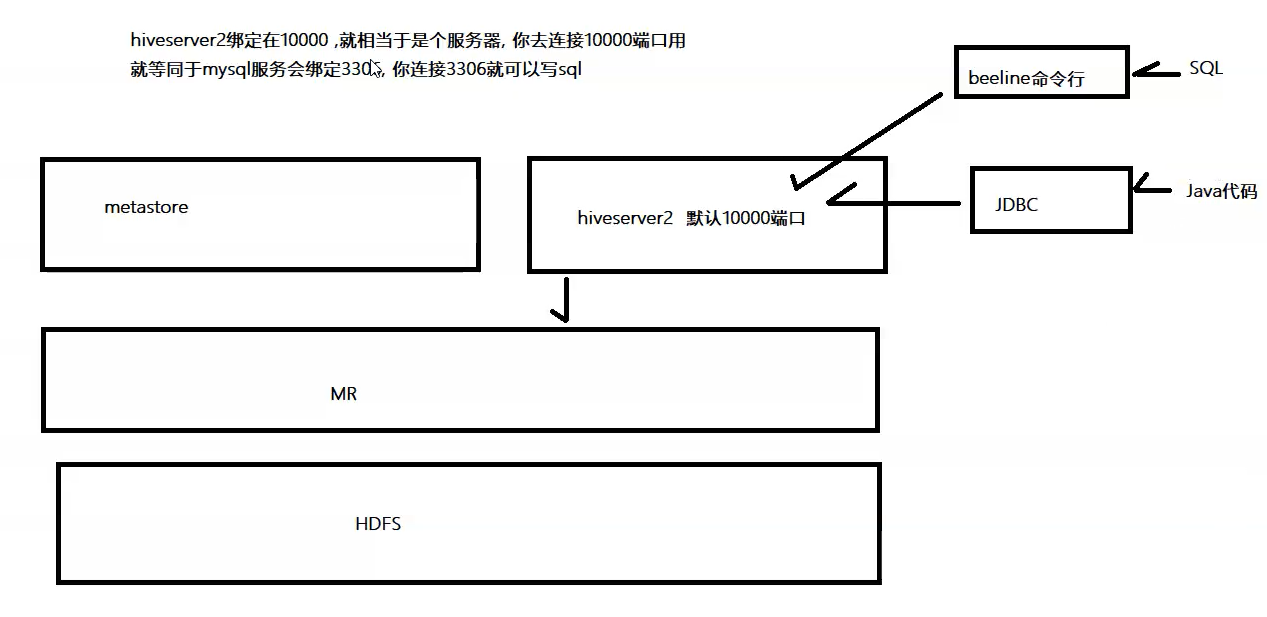 hiveserver2绑定在10000 ,就相当于是个服务器, 你去连接10000端口用
就等同于mysql服务会绑定330, 你连接3306就可以写sql
beeline命令行
SQL
metastore
hiveserver2 默认10000端口
JDBC
Java代码
MR
HDFS